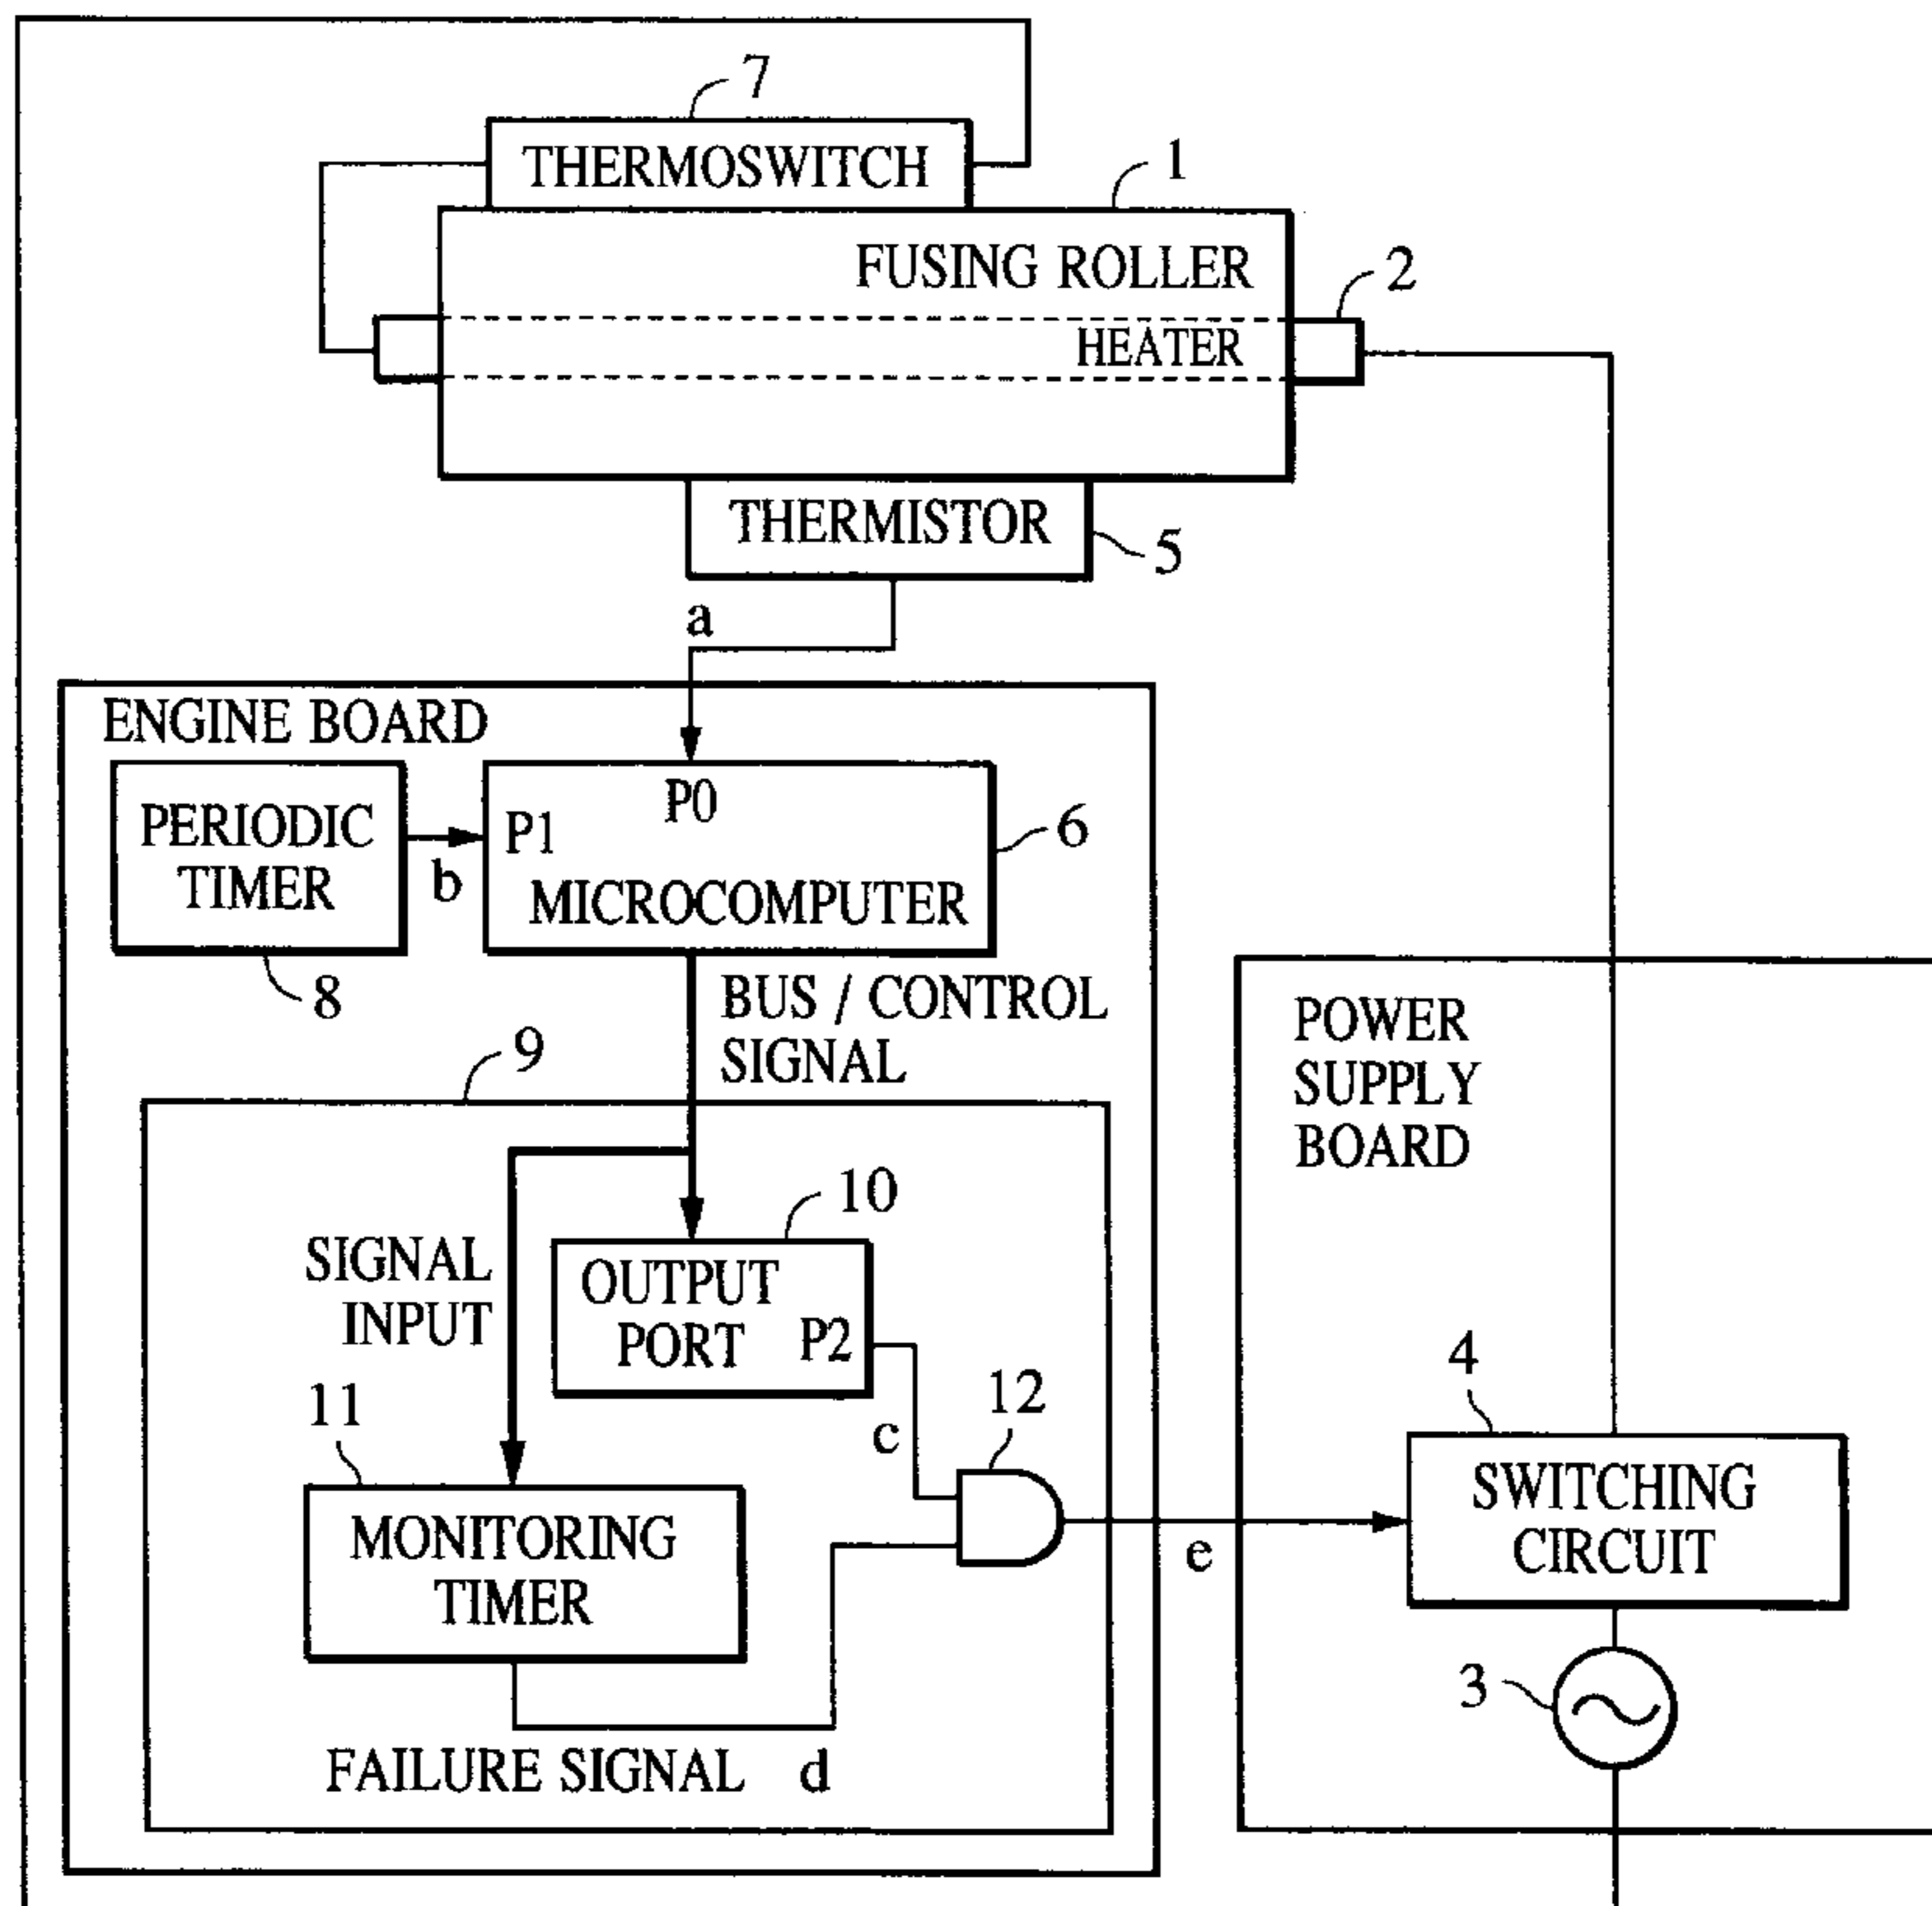 7
THERMOSWITCH
1
FUSING ROLLER
2
HEATER
THERMISTOR
5
a
ENGINE BOARD
PERIODIC
TIMER
b
8
P0
P1
MICROCOMPUTER
6
BUS / CONTROL
SIGNAL
9
POWER
SUPPLY
BOARD
SIGNAL
INPUT
10
OUTPUT
PORT
P2
c
11
MONITORING
TIMER
12
e
4
SWITCHING
CIRCUIT
3
FAILURE SIGNAL d